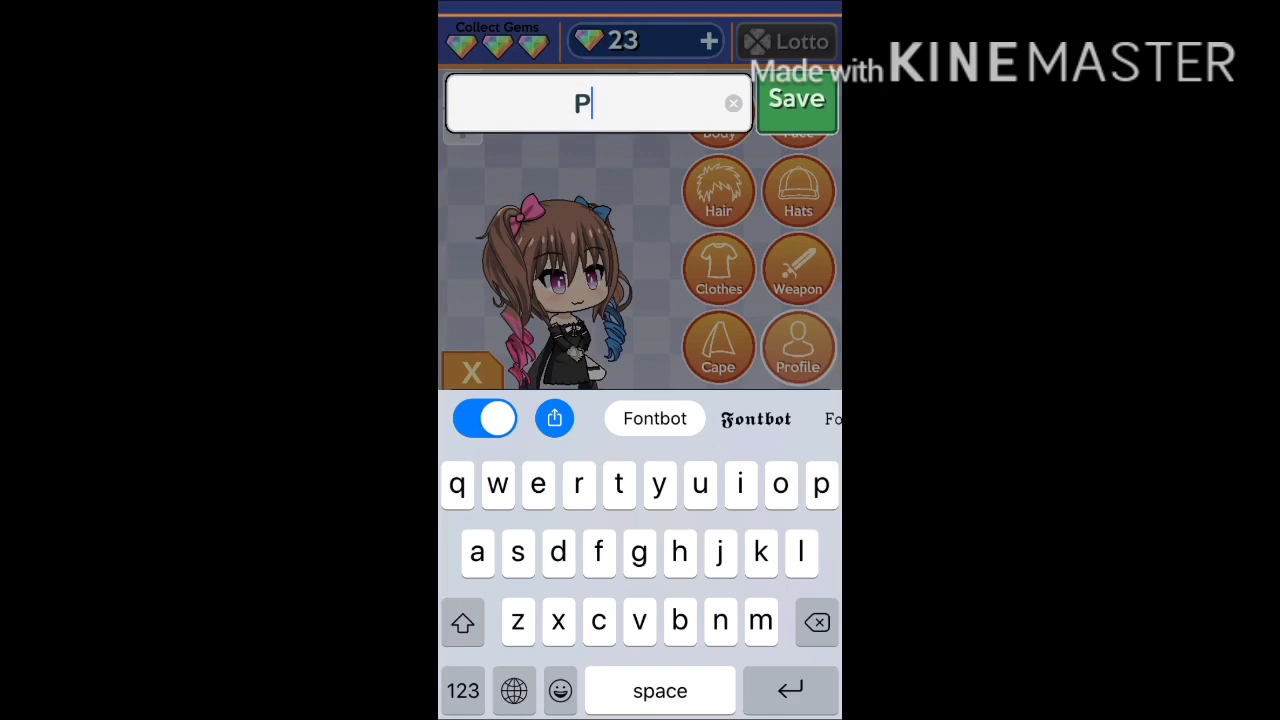 Collect Gems
23 +
Lotto
Made with KINEMASTER
P
Save
Body
Face
Hair
Hats
Clothes
Weapon
Cape
Profile
X
Fontbot
𝕱𝖔𝖓𝖙𝖇𝖔𝖙
Fo
q w e r t y u i o p
a s d f g h j k l
z x c v b n m
123
space